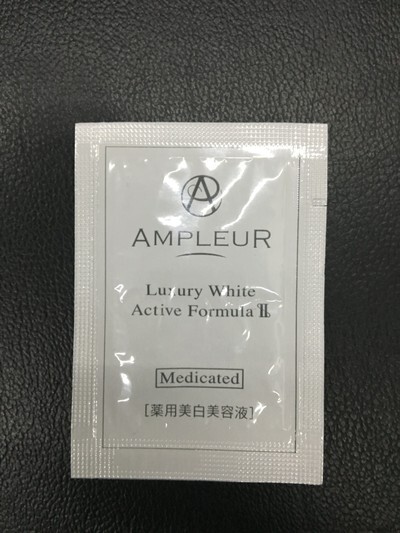 AMPLEUR
Luxury White
Active Formula II
Medicated
[薬用美白美容液]